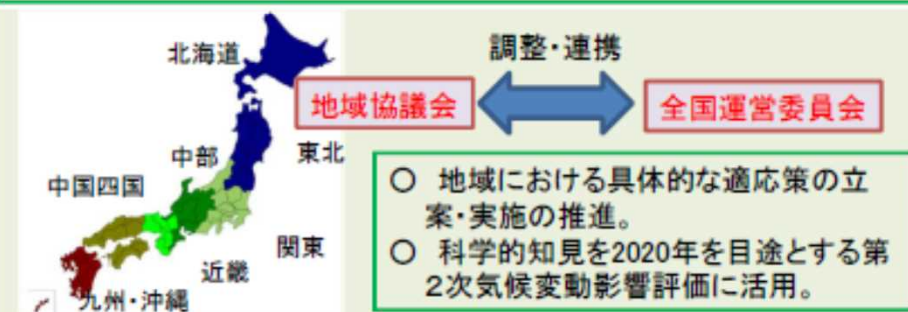 北海道
調整・連携
地域協議会
全国運営委員会
中部
東北
中国四国
関東
近畿
九州・沖縄
○ 地域における具体的な適応策の立
案・実施の推進。
○ 科学的知見を2020年を目途とする第
2次気候変動影響評価に活用。